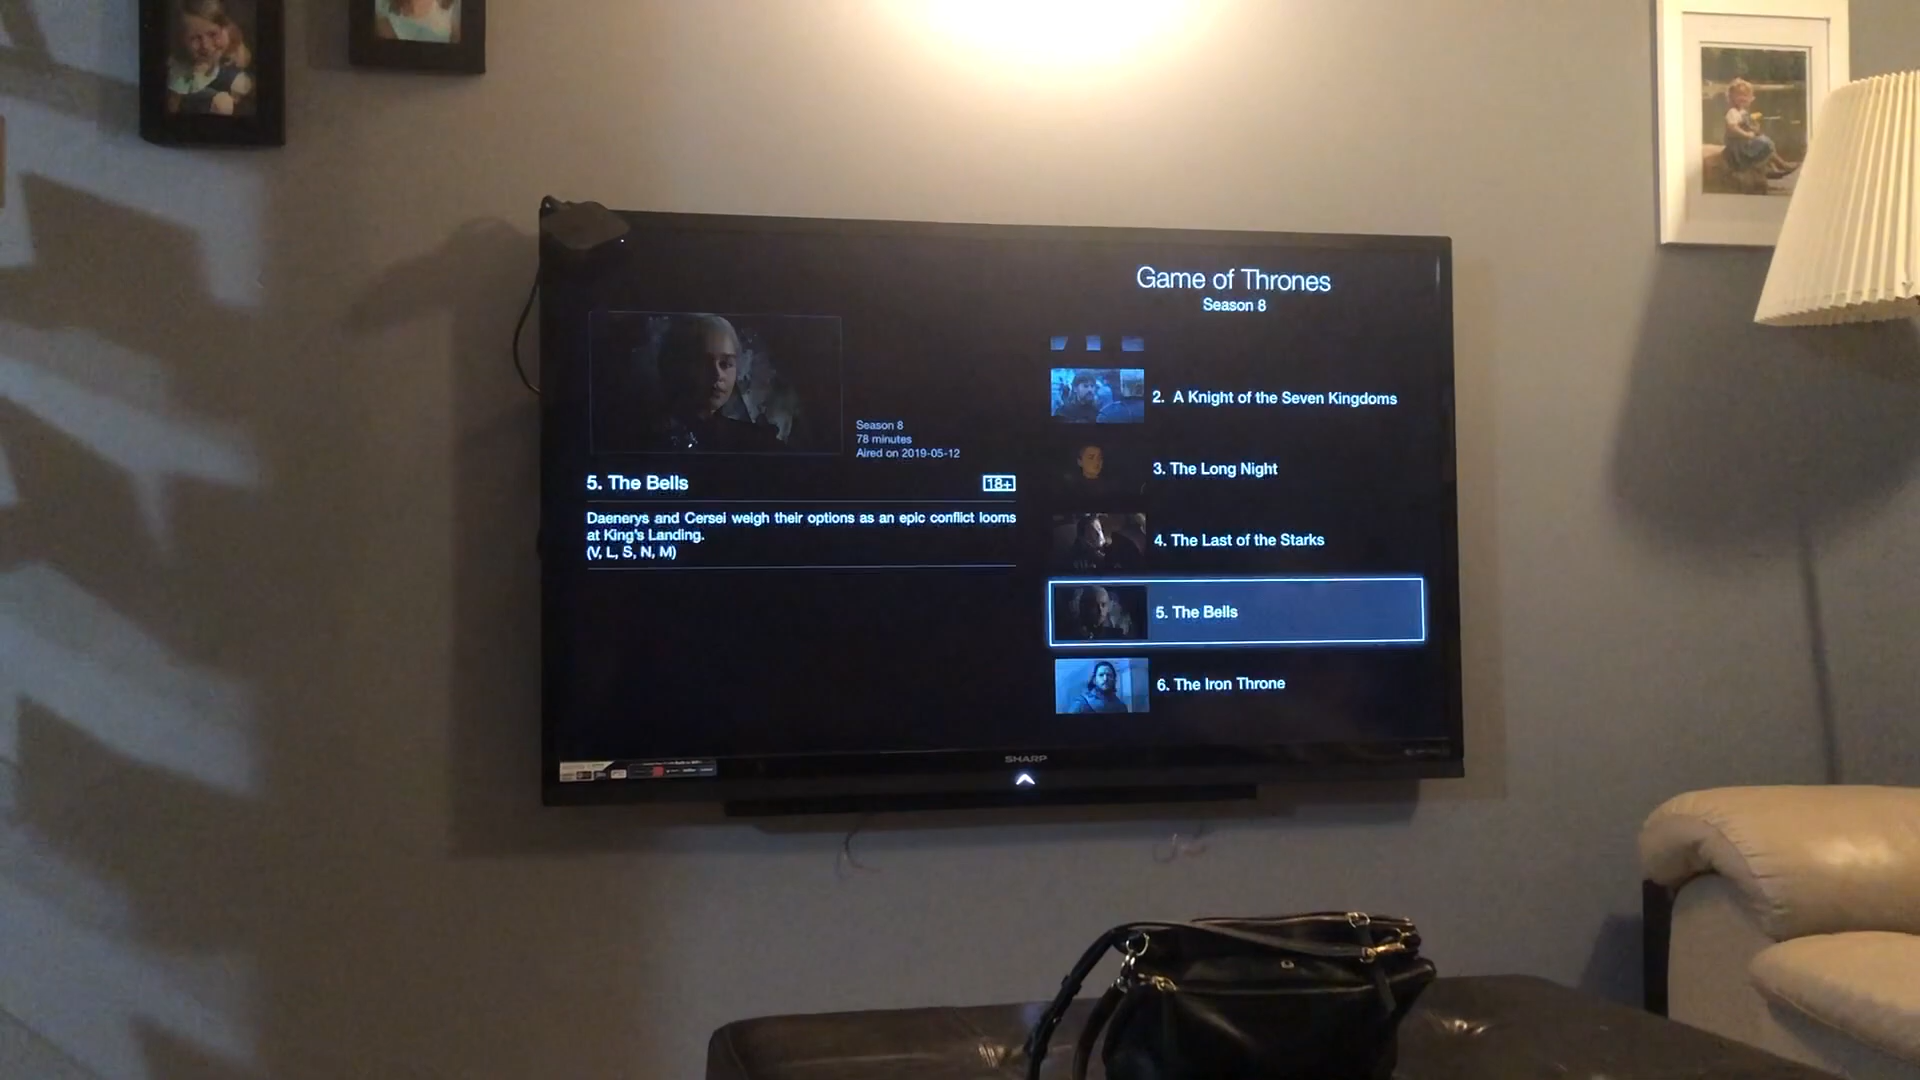 Game of Thrones
Season 8
Season 8
78 minutes
Aired on 2019-05-12
5. The Bells
18+
Daenerys and Cersei weigh their options as an epic conflict looms
at King's Landing.
(V, L, S, N, M)
2. A Knight of the Seven Kingdoms
3. The Long Night
4. The Last of the Starks
5. The Bells
6. The Iron Throne
SHARP